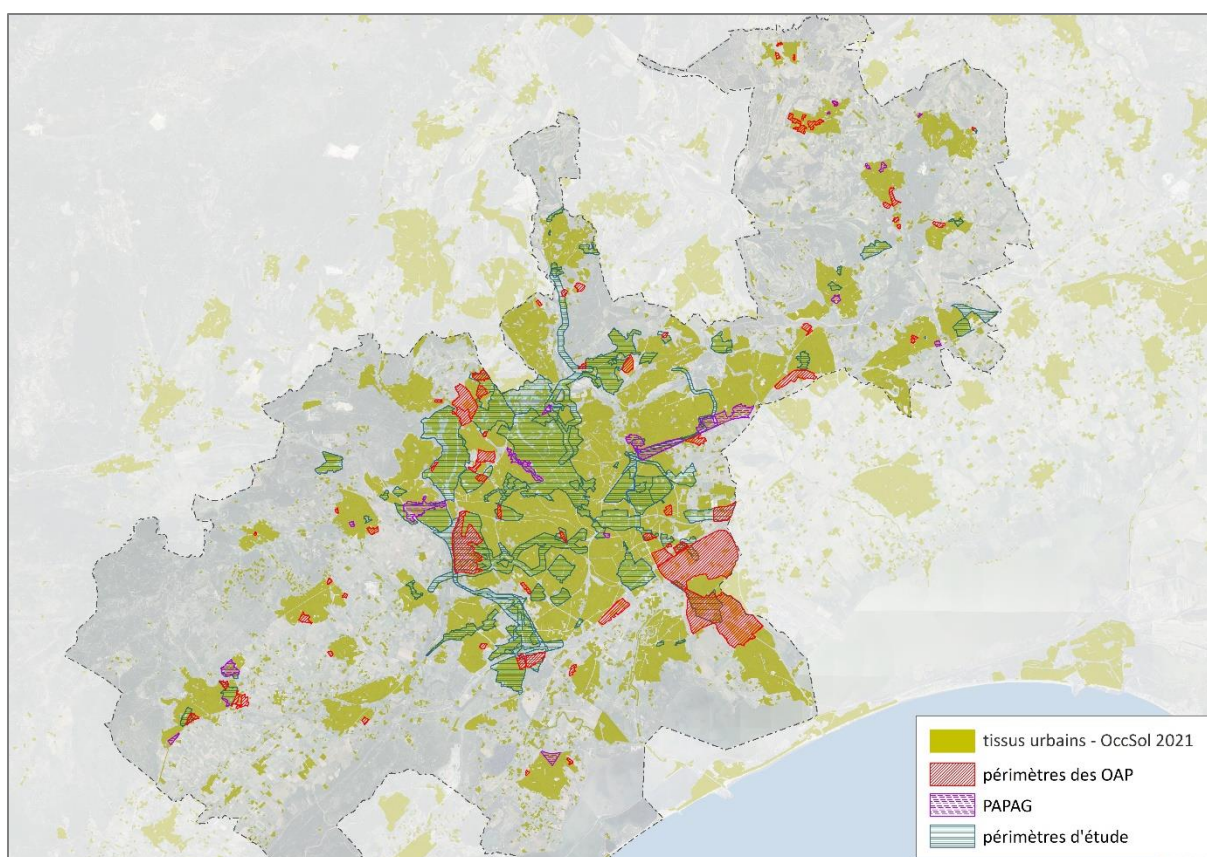 tissus urbains - OccSol 2021
périmètres des OAP
PAPAG
périmètres d'étude